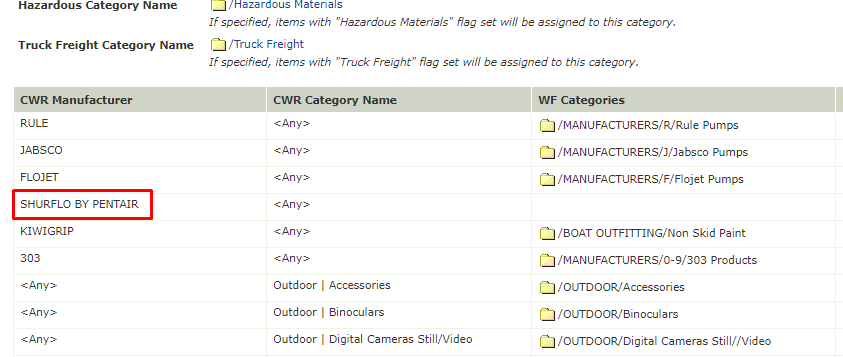 Hazardous Category Name /Hazardous Materials
If specified, items with "Hazardous Materials" flag set will be assigned to this category.
Truck Freight Category Name /Truck Freight
If specified, items with "Truck Freight" flag set will be assigned to this category.
CWR Manufacturer CWR Category Name WF Categories
RULE <Any> /MANUFACTURERS/R/Rule Pumps
JABSCO <Any> /MANUFACTURERS/J/Jabsco Pumps
FLOJET <Any> /MANUFACTURERS/F/Flojet Pumps
SHURFLO BY PENTAIR <Any>
KIWIGRIP <Any> /BOAT OUTFITTING/Non Skid Paint
303 <Any> /MANUFACTURERS/0-9/303 Products
<Any> Outdoor | Accessories /OUTDOOR/Accessories
<Any> Outdoor | Binoculars /OUTDOOR/Binoculars
<Any> Outdoor | Digital Cameras Still/Video /OUTDOOR/Digital Cameras Still//Video